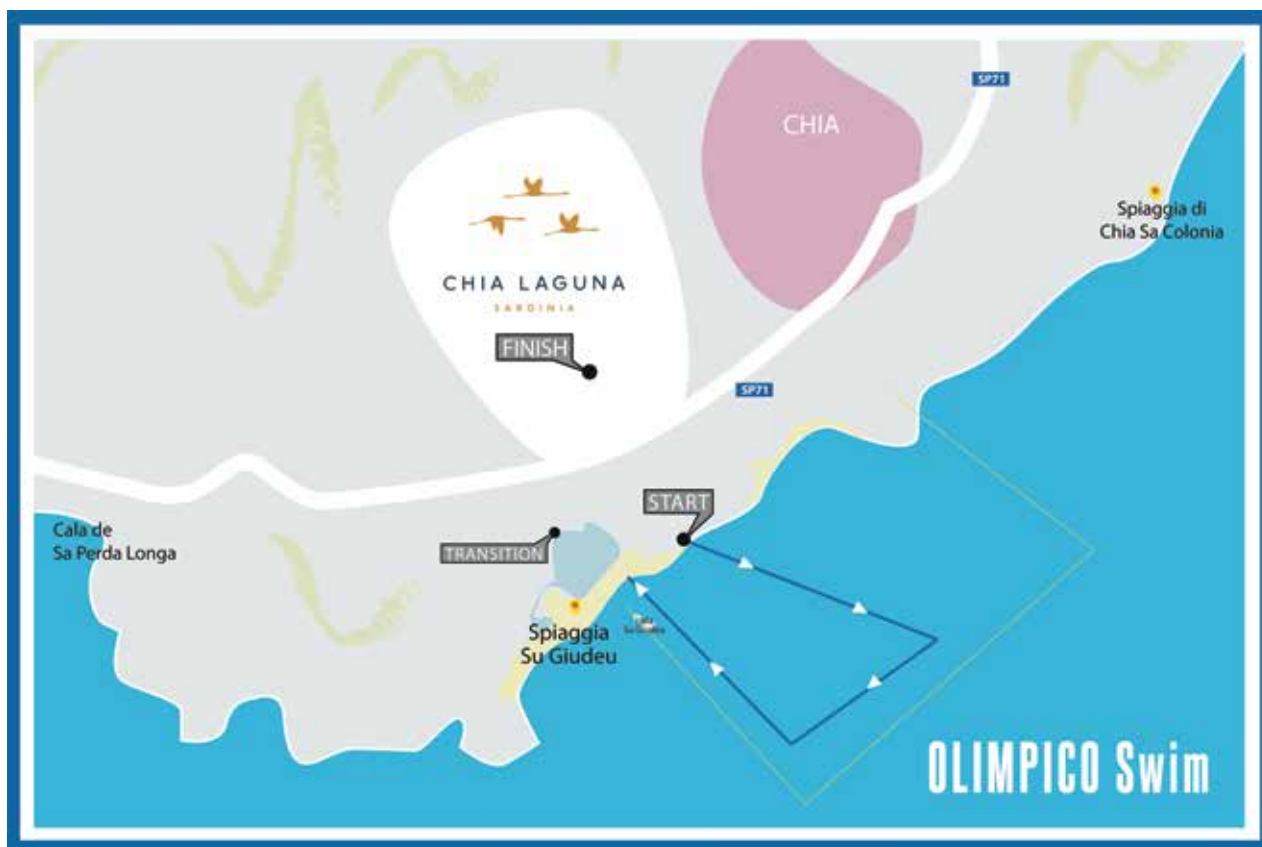 SP71
CHIA
Spiaggia di
Chia Sa Colonia
CHIA LAGUNA
SARDINIA
FINISH
SP71
START
Cala de
Sa Perda Longa
TRANSITION
Spiaggia
Su Giudeu
OLIMPICO Swim